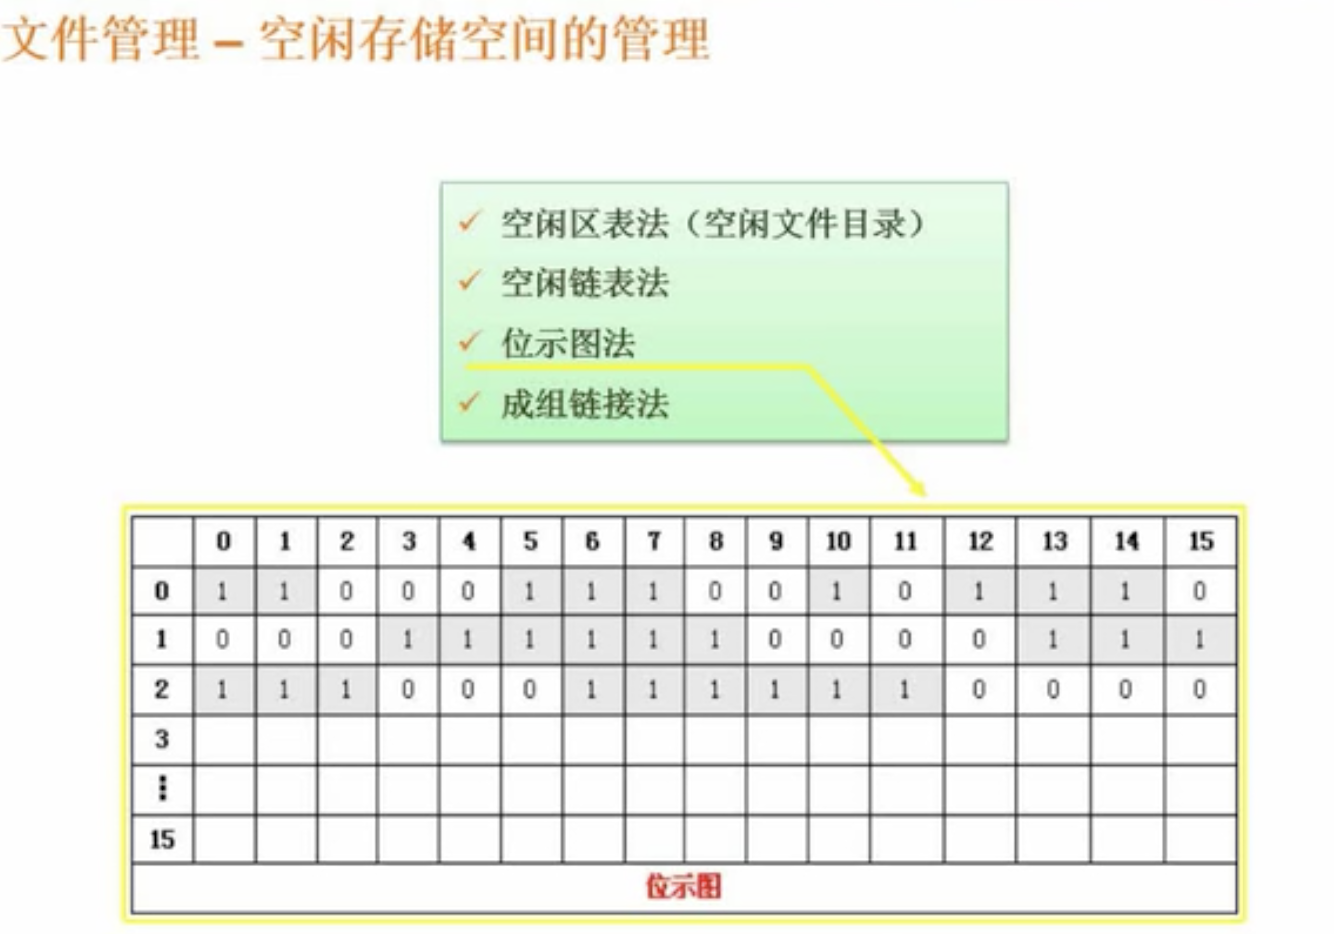 文件管理 – 空闲存储空间的管理
空闲区表法（空闲文件目录）
空闲链表法
位示图法
成组链接法
0 1 2 3 4 5 6 7 8 9 10 11 12 13 14 15
0 1 1 0 0 0 1 1 1 0 0 1 0 1 1 1 0
1 0 0 0 1 1 1 1 1 1 0 0 0 0 1 1 1
2 1 1 1 0 0 0 1 1 1 1 1 1 0 0 0 0
3
⋮
15
位示图